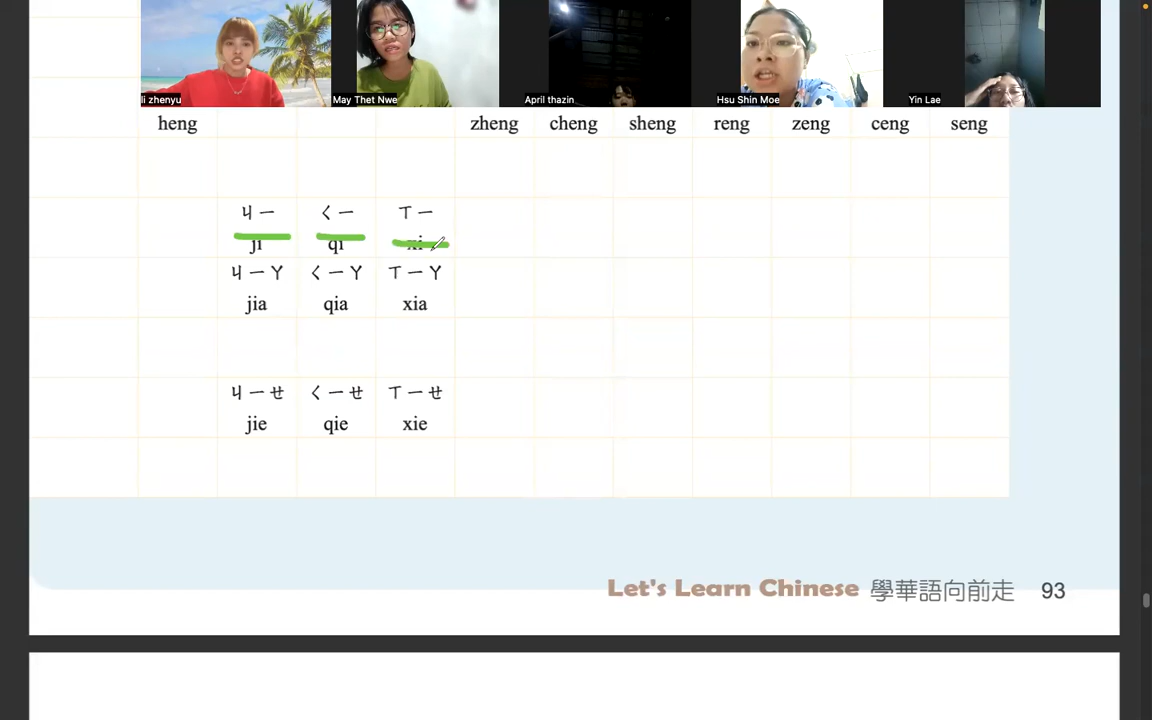 li zhenyu May Thet Nwe April thazin Hsu Shin Moe Yin Lae
heng zheng cheng sheng reng zeng ceng seng
ㄐㄧ ㄑㄧ ㄒㄧ
ji qi xi
ㄐㄧㄚ ㄑㄧㄚ ㄒㄧㄚ
jia qia xia
ㄐㄧㄝ ㄑㄧㄝ ㄒㄧㄝ
jie qie xie
Let's Learn Chinese 學華語向前走 93